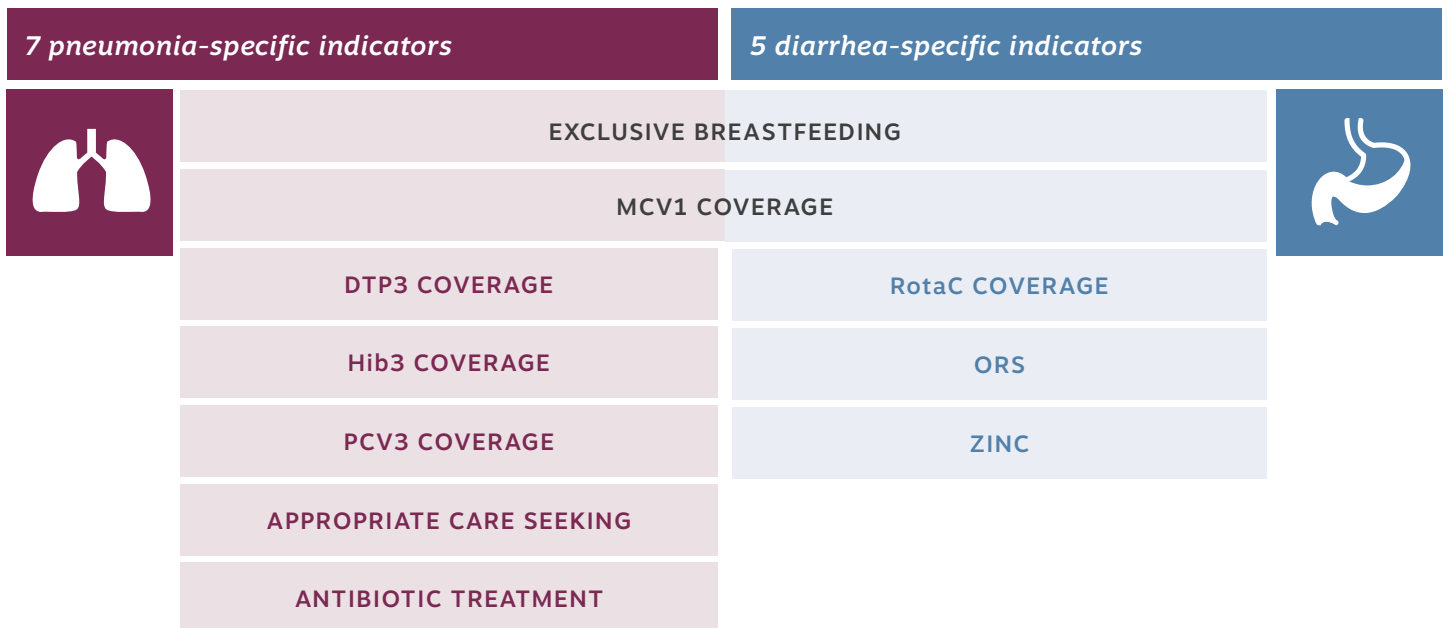 7 pneumonia-specific indicators
5 diarrhea-specific indicators
EXCLUSIVE BREASTFEEDING
MCV1 COVERAGE
DTP3 COVERAGE
RotaC COVERAGE
Hib3 COVERAGE
ORS
PCV3 COVERAGE
ZINC
APPROPRIATE CARE SEEKING
ANTIBIOTIC TREATMENT